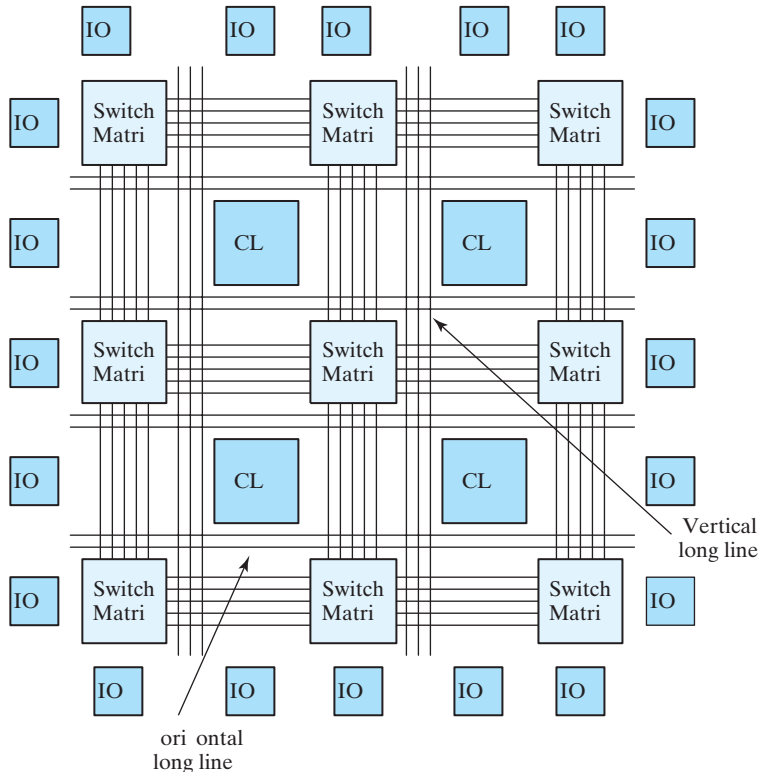 IO IO IO IO IO
IO Switch Matri Switch Matri Switch Matri IO
IO CL CL IO
IO Switch Matri Switch Matri Switch Matri IO
IO CL CL IO
Vertical
long line
IO Switch Matri Switch Matri Switch Matri IO
IO IO IO IO IO
ori ontal
long line